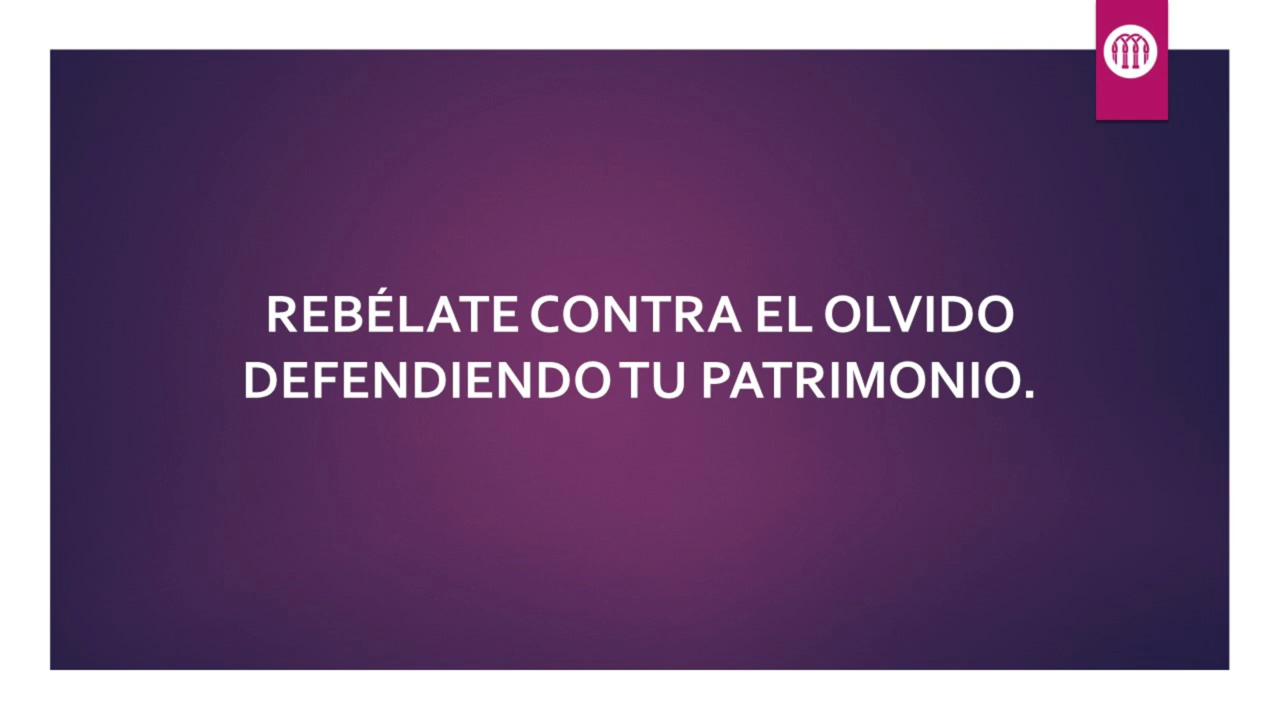 REBÉLATE CONTRA EL OLVIDO
DEFENDIENDO TU PATRIMONIO.